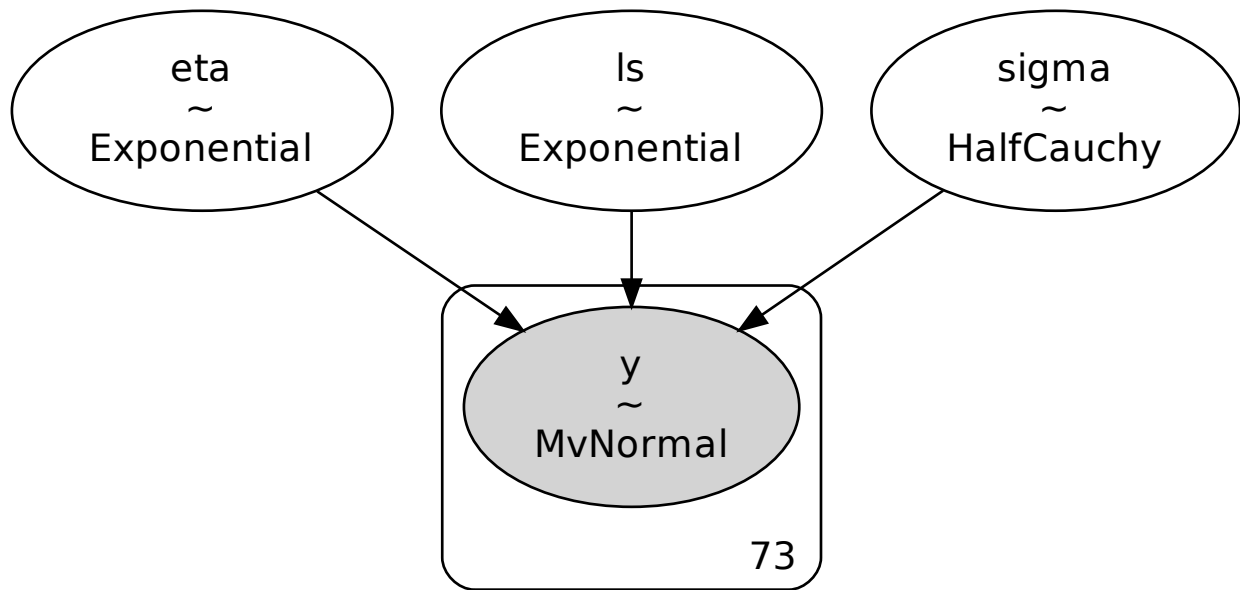 eta
~
Exponential
ls
~
Exponential
sigma
~
HalfCauchy
y
~
MvNormal
73